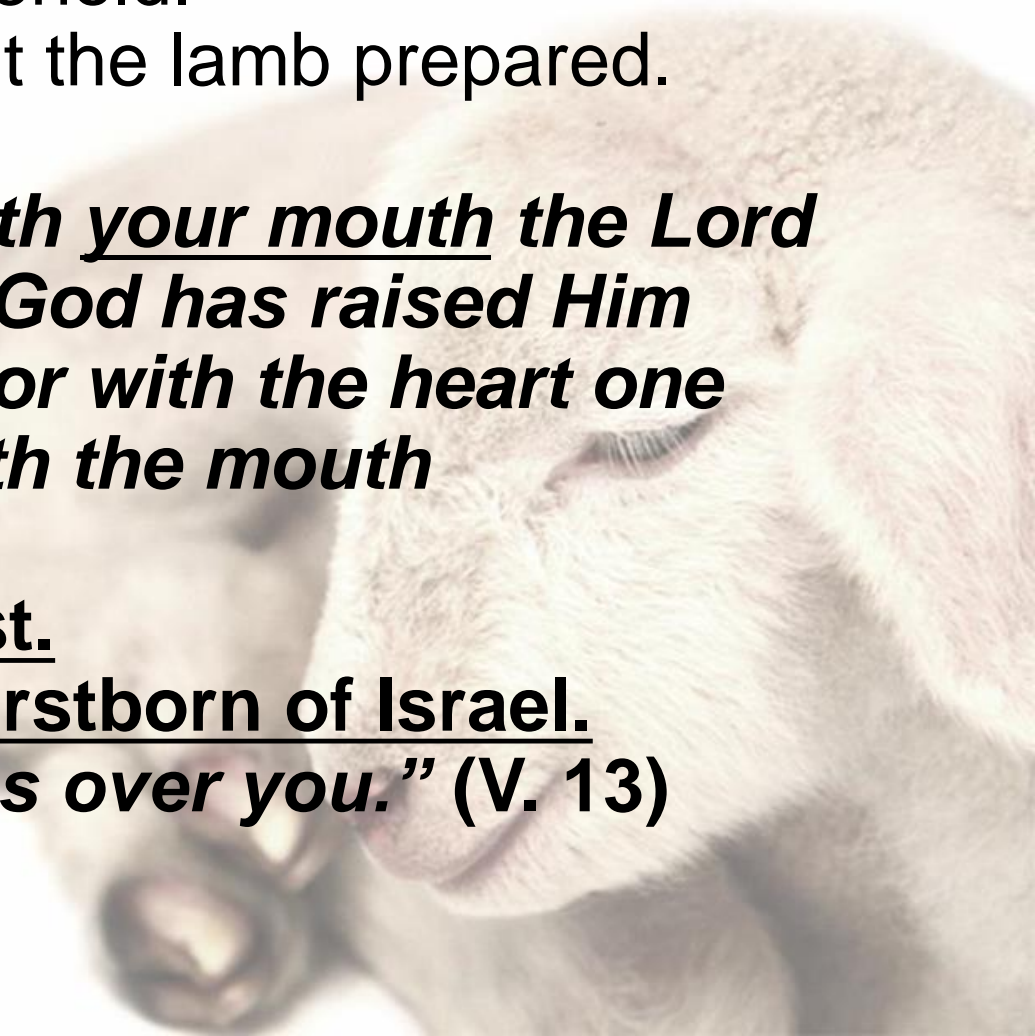 t the lamb prepared.
th your mouth the Lord
God has raised Him
or with the heart one
th the mouth
st.
rstborn of Israel.
s over you.” (V. 13)